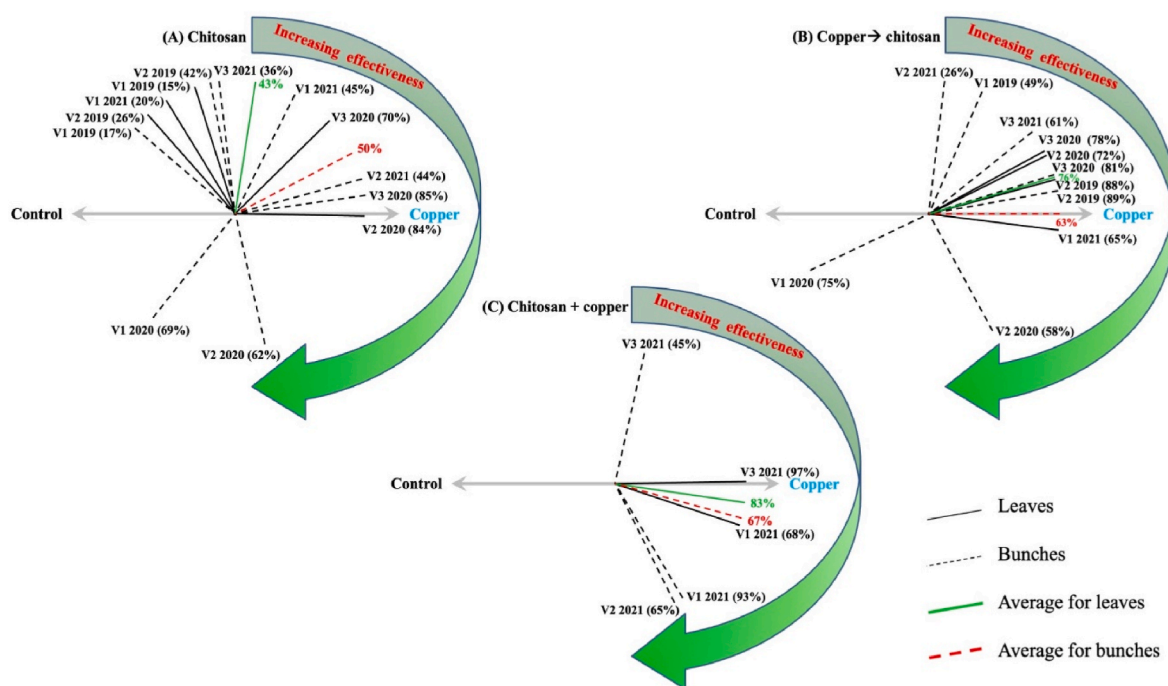 (A) Chitosan
Increasing effectiveness
V2 2019 (42%)
V3 2021 (36%)
43%
V1 2019 (15%)
V1 2021 (20%)
V2 2019 (26%)
V1 2019 (17%)
V1 2021 (45%)
V3 2020 (70%)
50%
V2 2021 (44%)
V3 2020 (85%)
Control
Copper
V2 2020 (84%)
V1 2020 (69%)
V2 2020 (62%)
(B) Copper→ chitosan
Increasing effectiveness
V2 2021 (26%)
V1 2019 (49%)
V3 2021 (61%)
V3 2020 (78%)
V2 2020 (72%)
V3 2020 (81%)
76%
V2 2019 (88%)
V2 2019 (89%)
Control
Copper
63%
V1 2021 (65%)
V1 2020 (75%)
V2 2020 (58%)
(C) Chitosan + copper
Increasing effectiveness
V3 2021 (45%)
V3 2021 (97%)
Control
Copper
83%
67%
V1 2021 (68%)
V1 2021 (93%)
V2 2021 (65%)
Leaves
Bunches
Average for leaves
Average for bunches